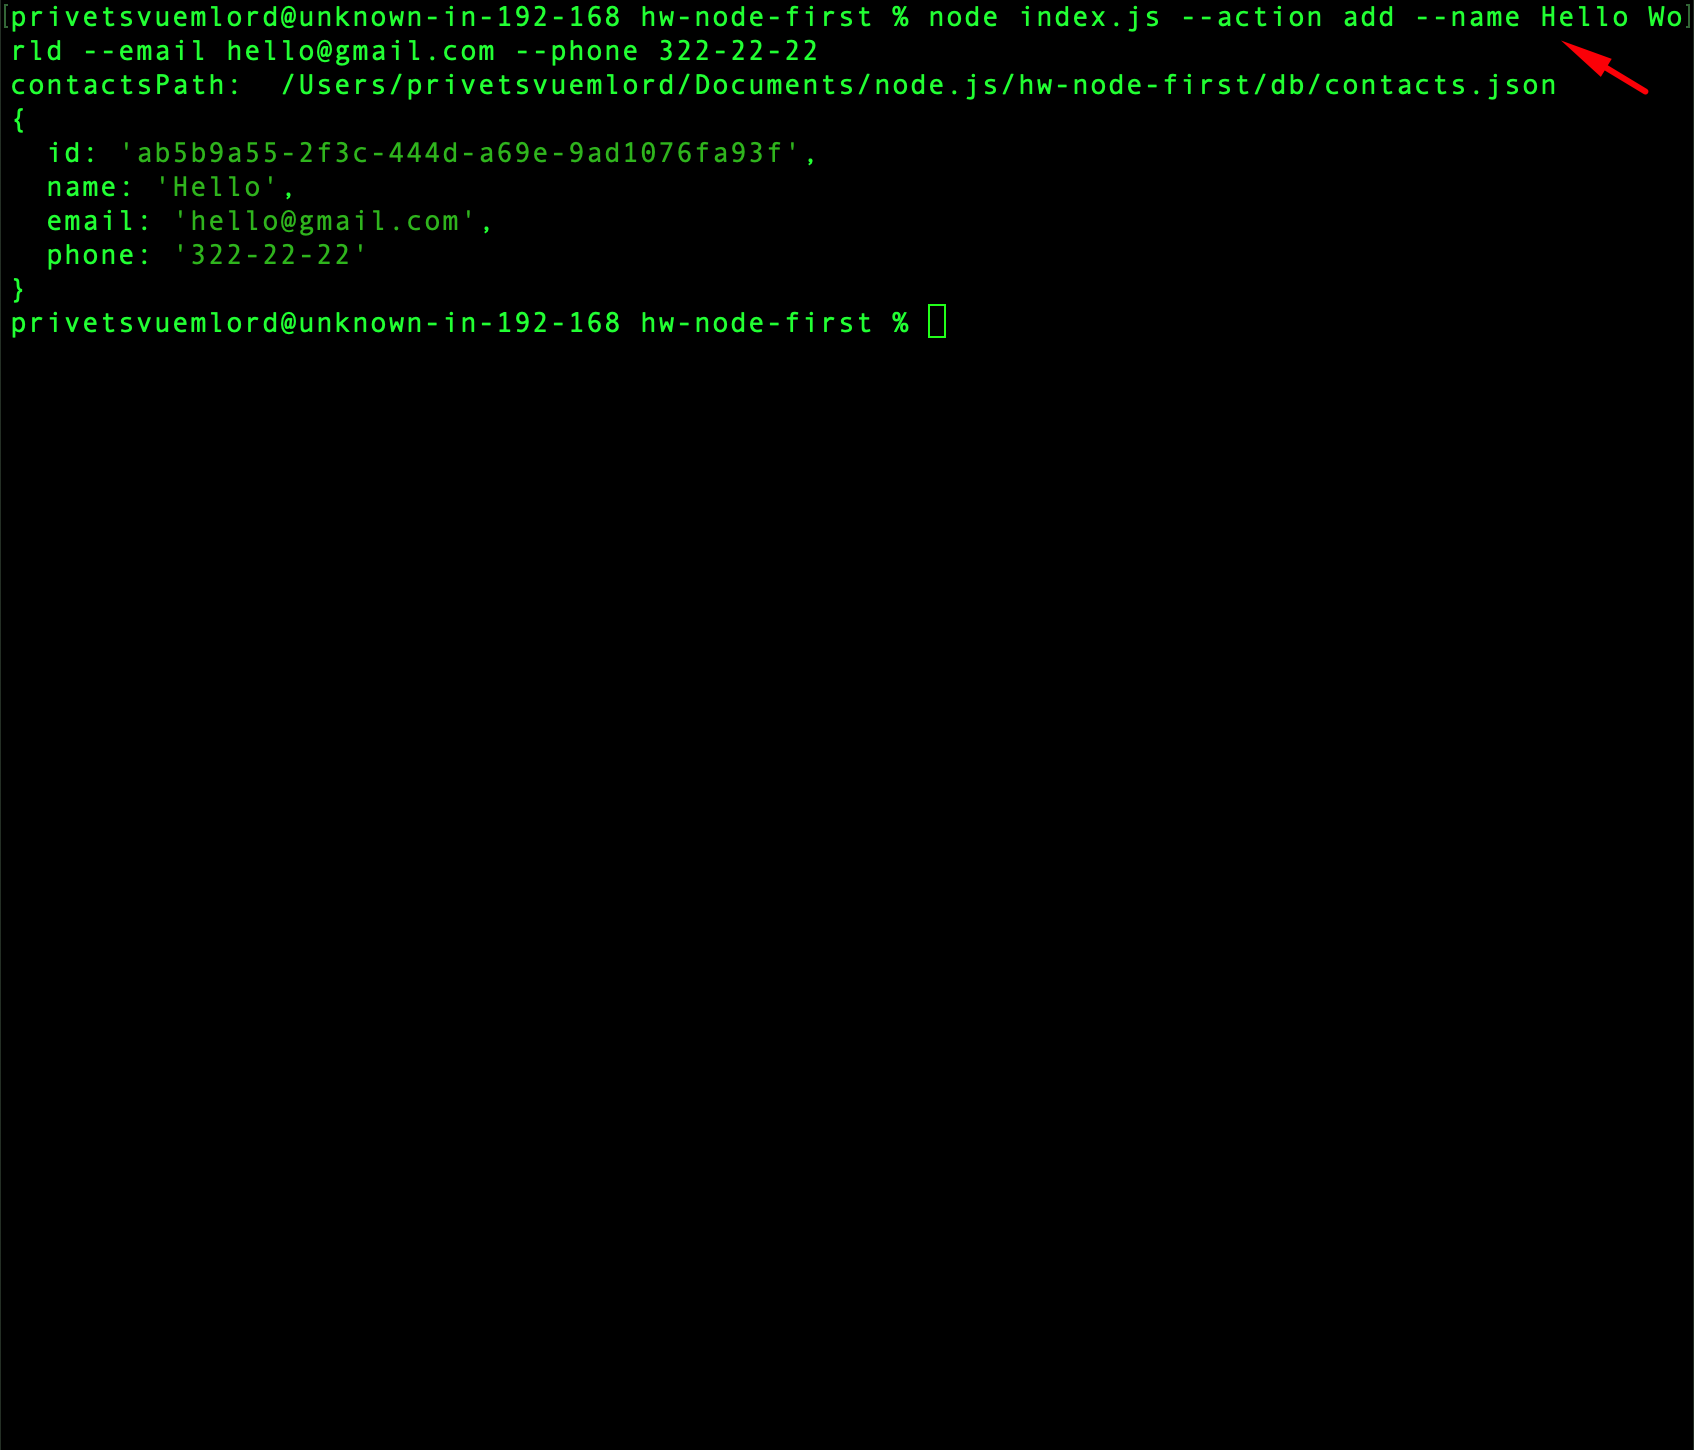 [privetsvuemlord@unknown-in-192-168 hw-node-first % node index.js --action add --name Hello Wo]
rld --email hello@gmail.com --phone 322-22-22
contactsPath:  /Users/privetsvuemlord/Documents/node.js/hw-node-first/db/contacts.json
{
  id: 'ab5b9a55-2f3c-444d-a69e-9ad1076fa93f',
  name: 'Hello',
  email: 'hello@gmail.com',
  phone: '322-22-22'
}
privetsvuemlord@unknown-in-192-168 hw-node-first %